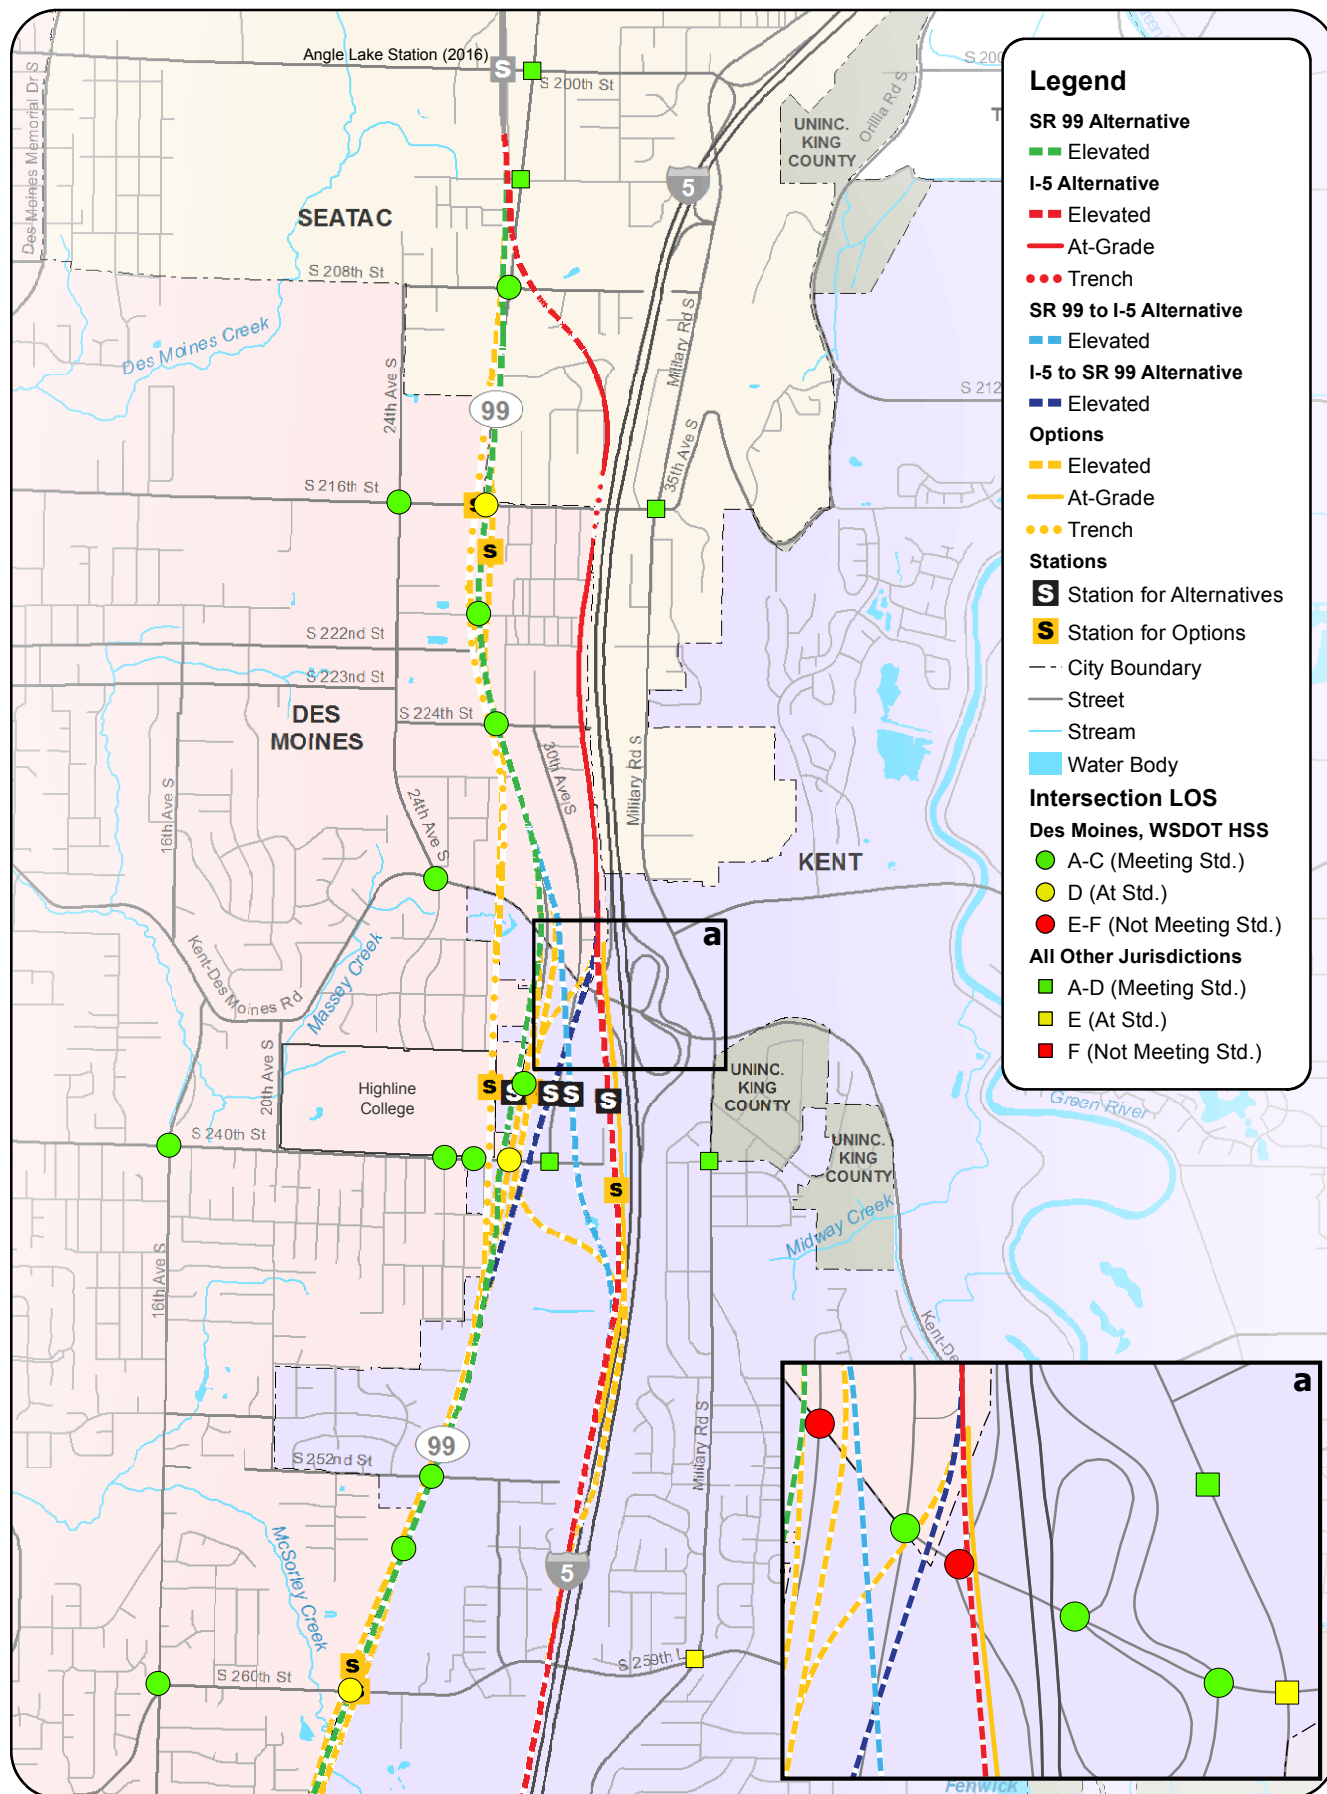 Angle Lake Station (2016)
S
S 200th St
S 200
Des Moines Memorial Dr S
UNINC.
KING
COUNTY
Orillia Rd S
T
5
SEATAC
S 208th St
Des Moines Creek
Military Rd S
24th Ave S
99
S 212
35th Ave S
S 216th St
S
S
S 222nd St
S 223nd St
DES
MOINES
S 224th St
30th Ave S
Military Rd S
16th Ave S
24th Ave S
KENT
a
Kent-Des Moines Rd
Massey Creek
20th Ave S
Highline
College
S
S
S
S
S
UNINC.
KING
COUNTY
Green River
S 240th St
UNINC.
KING
COUNTY
S
Midway Creek
16th Ave S
Kent-De
99
S 252nd St
Military Rd S
McSorley Creek
5
S
S 260th St
S 259th
Legend
SR 99 Alternative
Elevated
I-5 Alternative
Elevated
At-Grade
Trench
SR 99 to I-5 Alternative
Elevated
I-5 to SR 99 Alternative
Elevated
Options
Elevated
At-Grade
Trench
Stations
S Station for Alternatives
S Station for Options
City Boundary
Street
Stream
Water Body
Intersection LOS
Des Moines, WSDOT HSS
A-C (Meeting Std.)
D (At Std.)
E-F (Not Meeting Std.)
All Other Jurisdictions
A-D (Meeting Std.)
E (At Std.)
F (Not Meeting Std.)
a
Fenwick